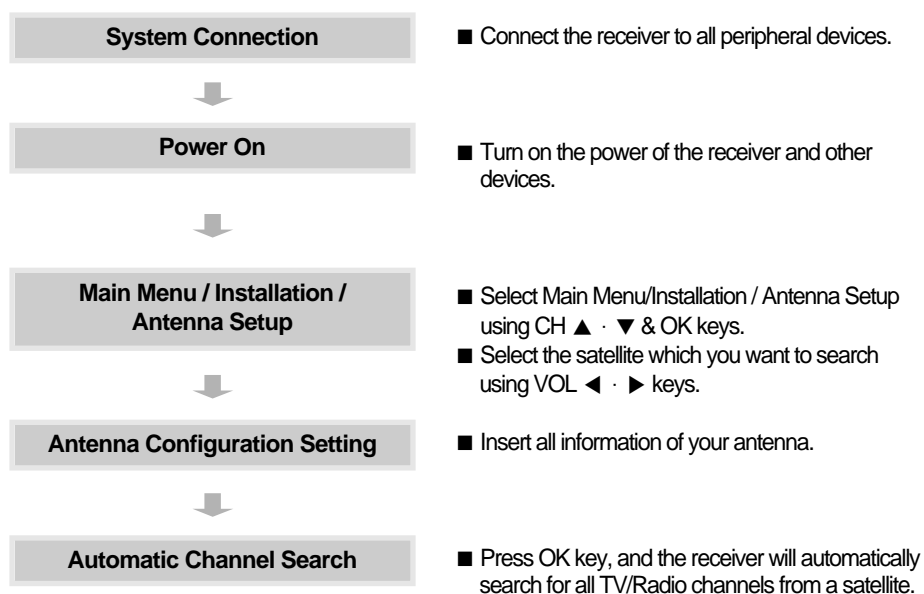 System Connection
■ Connect the receiver to all peripheral devices.
Power On
■ Turn on the power of the receiver and other
devices.
Main Menu / Installation /
Antenna Setup
■ Select Main Menu/Installation / Antenna Setup
using CH ▲ · ▼ & OK keys.
■ Select the satellite which you want to search
using VOL ◀ · ▶ keys.
Antenna Configuration Setting
■ Insert all information of your antenna.
Automatic Channel Search
■ Press OK key, and the receiver will automatically
search for all TV/Radio channels from a satellite.